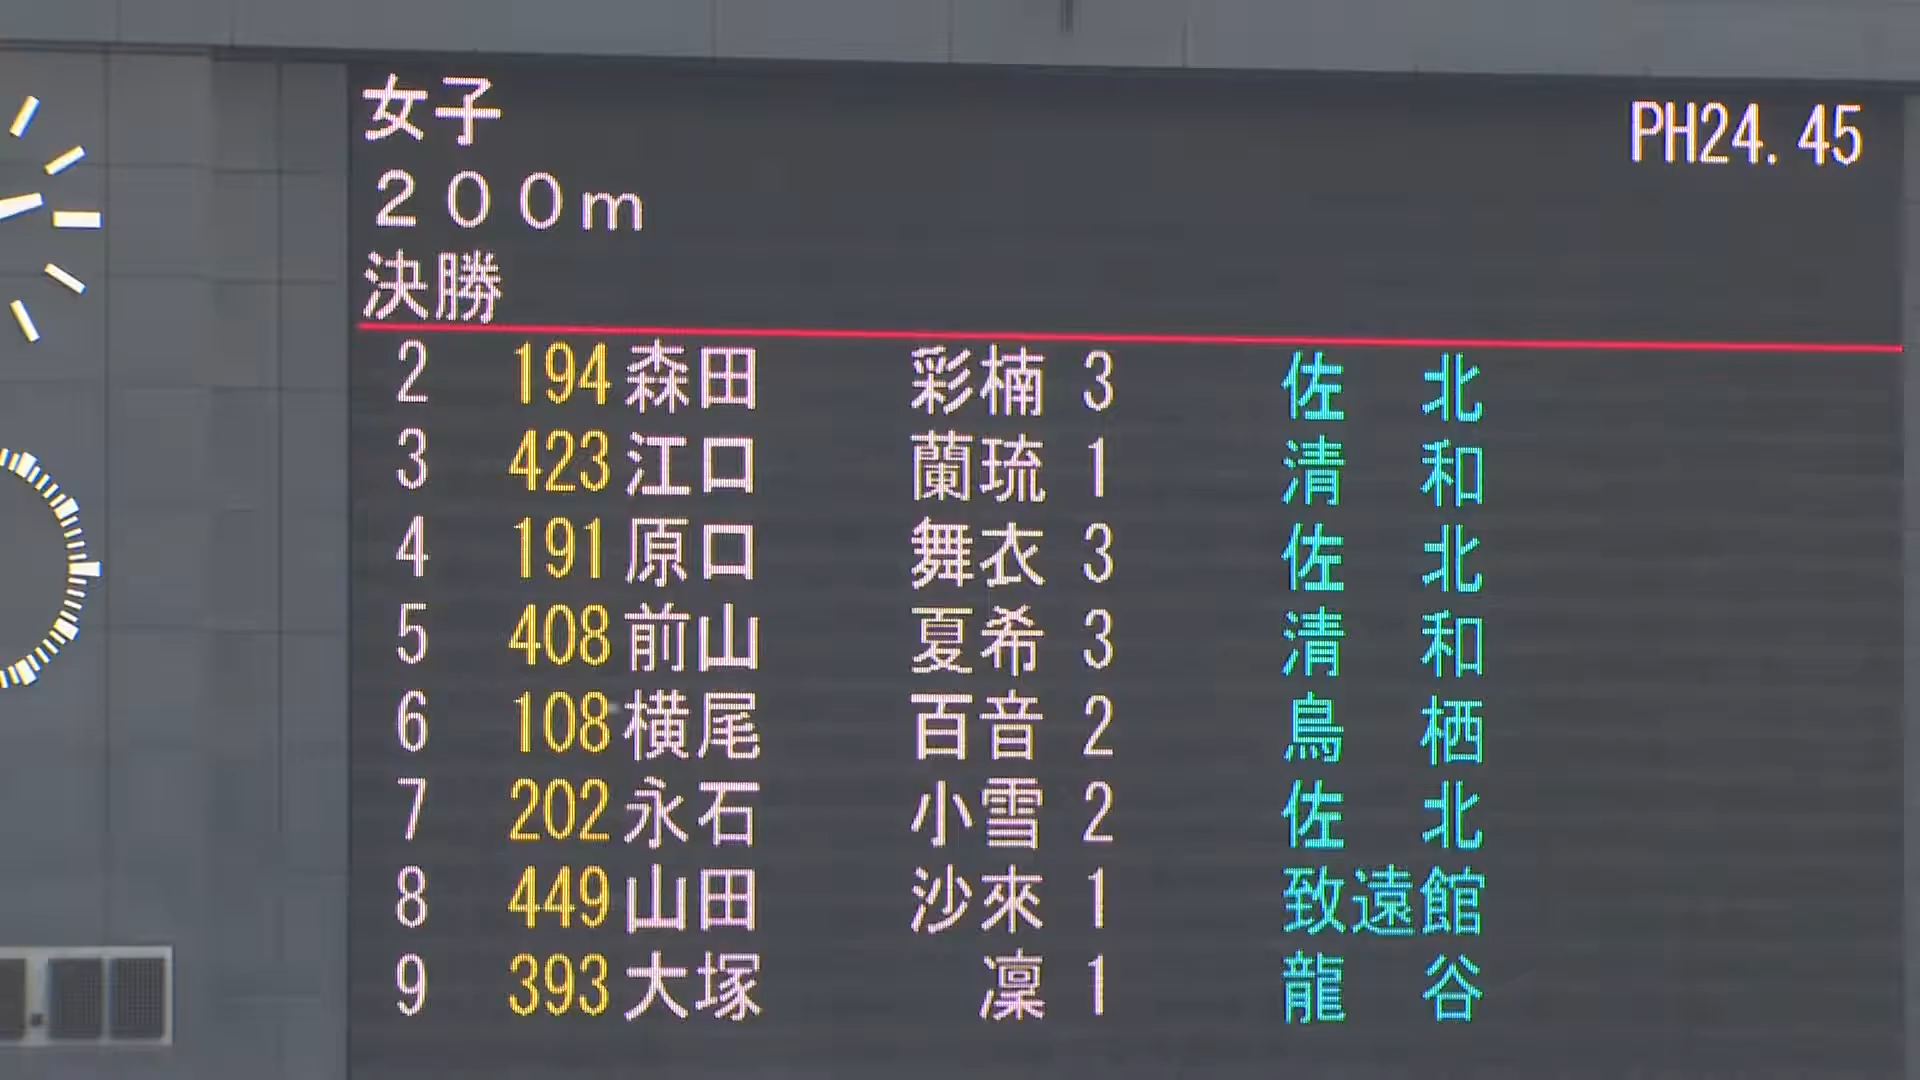 女子
PH24.45
200m
決勝
2 194 森田 彩楠 3 佐 北
3 423 江口 蘭琉 1 清 和
4 191 原口 舞衣 3 佐 北
5 408 前山 夏希 3 清 和
6 108 横尾 百音 2 鳥 栖
7 202 永石 小雪 2 佐 北
8 449 山田 沙來 1 致遠館
9 393 大塚 凜 1 龍 谷